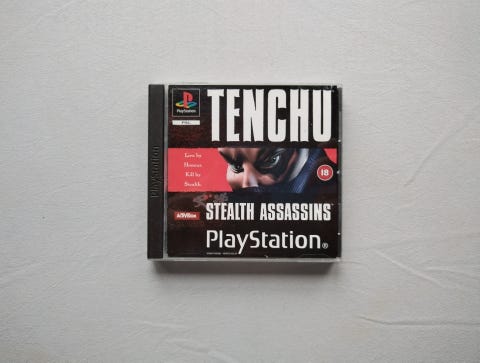 PlayStation
PAL
TENCHU
Live by
Honour
Kill by
Stealth
18
ACTIVISION
STEALTH ASSASSINS
PlayStation®
PlayStation